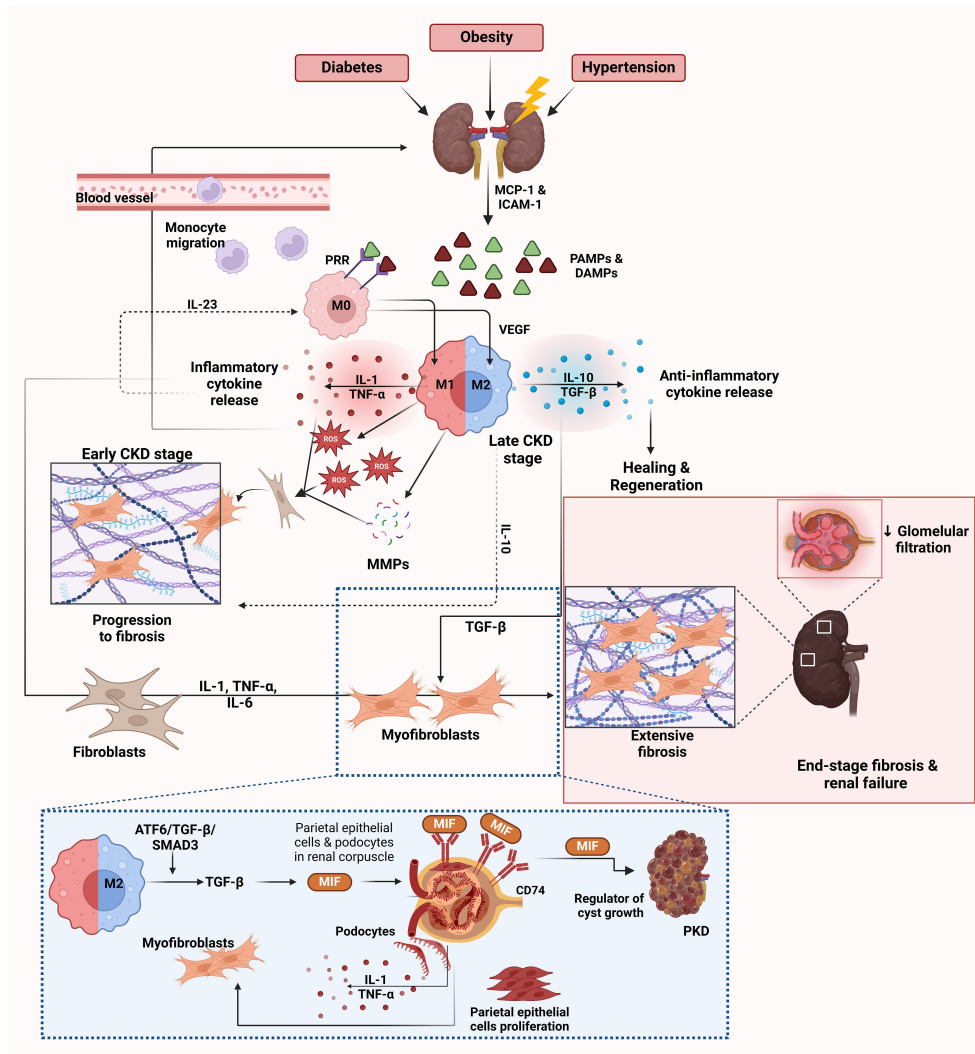 Obesity
Diabetes
Hypertension
MCP-1 &
ICAM-1
Blood vessel
Monocyte
migration
PRR
PAMPs &
DAMPs
IL-23
M0
VEGF
Inflammatory
cytokine
release
IL-1
TNF-α
M1
M2
IL-10
TGF-β
Anti-inflammatory
cytokine release
ROS
ROS
ROS
Late CKD
stage
Early CKD stage
Healing &
Regeneration
IL-10
MMPs
↓ Glomelular
filtration
Progression
to fibrosis
TGF-β
IL-1, TNF-α,
IL-6
Fibroblasts
Myofibroblasts
Extensive
fibrosis
End-stage fibrosis &
renal failure
ATF6/TGF-β/
SMAD3
M2
TGF-β
Parietal epithelial
cells & podocytes
in renal corpuscle
MIF
MIF
MIF
MIF
CD74
Regulator of
cyst growth
PKD
Podocytes
Myofibroblasts
IL-1
TNF-α
Parietal epithelial
cells proliferation